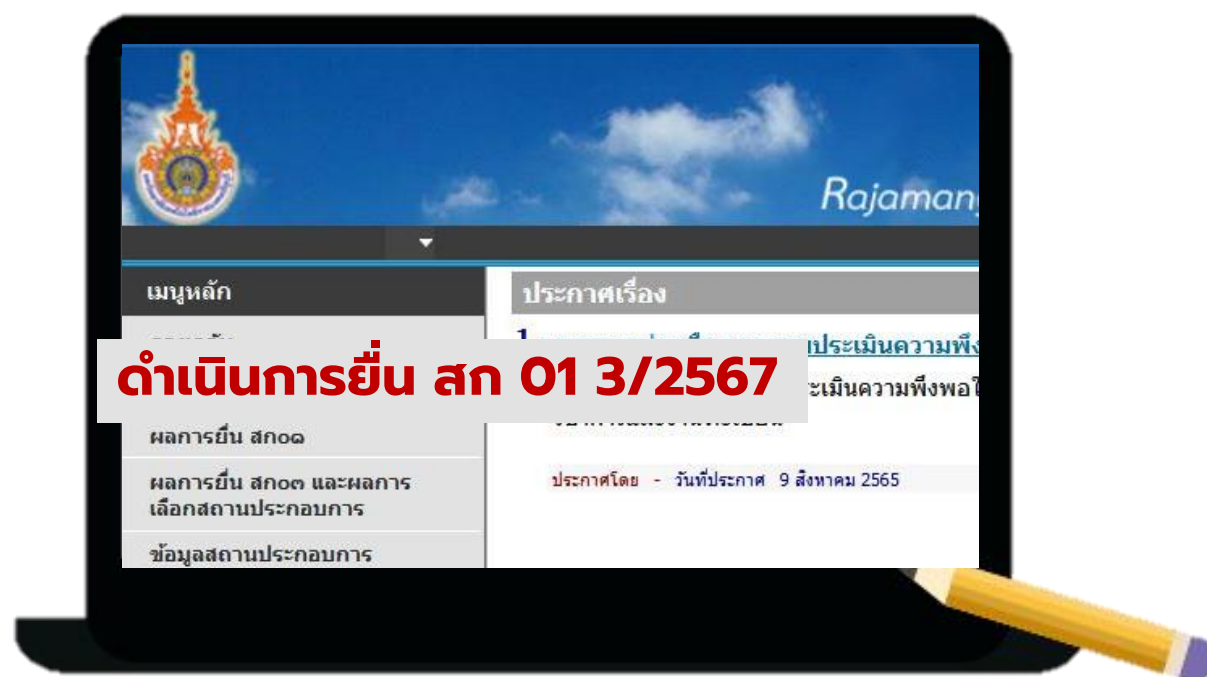 Rajaman
เมนูหลัก
ประกาศเรื่อง
1
ประเมินความพึง
ดำเนินการยื่น สก 01 3/2567
ะเมินความพึงพอใ
ผลการยื่น สก๐๑
ผลการยื่น สก๐๓ และผลการ
เลือกสถานประกอบการ
ประกาศโดย - วันที่ประกาศ 9 สิงหาคม 2565
ข้อมูลสถานประกอบการ